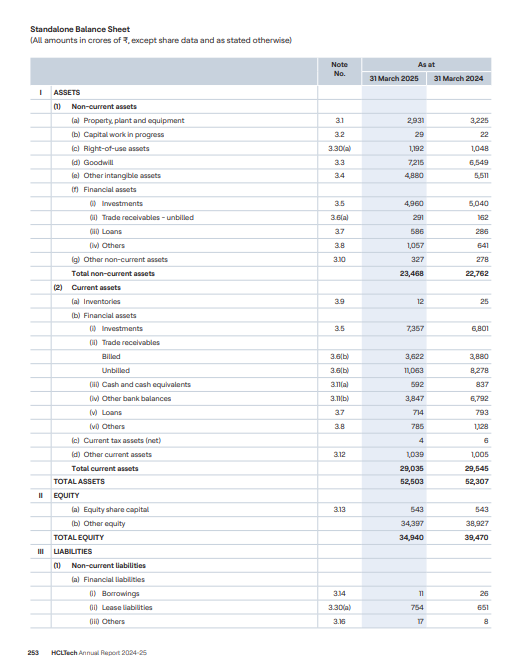 Standalone Balance Sheet
(All amounts in crores of ₹, except share data and as stated otherwise)
Note No. As at
31 March 2025 31 March 2024
I ASSETS
(1) Non-current assets
(a) Property, plant and equipment 3.1 2,931 3,225
(b) Capital work in progress 3.2 29 22
(c) Right-of-use assets 3.30(a) 1,192 1,048
(d) Goodwill 3.3 7,215 6,549
(e) Other intangible assets 3.4 4,880 5,511
(f) Financial assets
(i) Investments 3.5 4,960 5,040
(ii) Trade receivables - unbilled 3.6(a) 291 162
(iii) Loans 3.7 586 286
(iv) Others 3.8 1,057 641
(g) Other non-current assets 3.10 327 278
Total non-current assets 23,468 22,762
(2) Current assets
(a) Inventories 3.9 12 25
(b) Financial assets
(i) Investments 3.5 7,357 6,801
(ii) Trade receivables
Billed 3.6(b) 3,622 3,880
Unbilled 3.6(b) 11,063 8,278
(iii) Cash and cash equivalents 3.11(a) 592 837
(iv) Other bank balances 3.11(b) 3,847 6,792
(v) Loans 3.7 714 793
(vi) Others 3.8 785 1,128
(c) Current tax assets (net) 4 6
(d) Other current assets 3.12 1,039 1,005
Total current assets 29,035 29,545
TOTAL ASSETS 52,503 52,307
II EQUITY
(a) Equity share capital 3.13 543 543
(b) Other equity 34,397 38,927
TOTAL EQUITY 34,940 39,470
III LIABILITIES
(1) Non-current liabilities
(a) Financial liabilities
(i) Borrowings 3.14 11 26
(ii) Lease liabilities 3.30(a) 754 651
(iii) Others 3.16 17 8
253 HCLTech Annual Report 2024-25